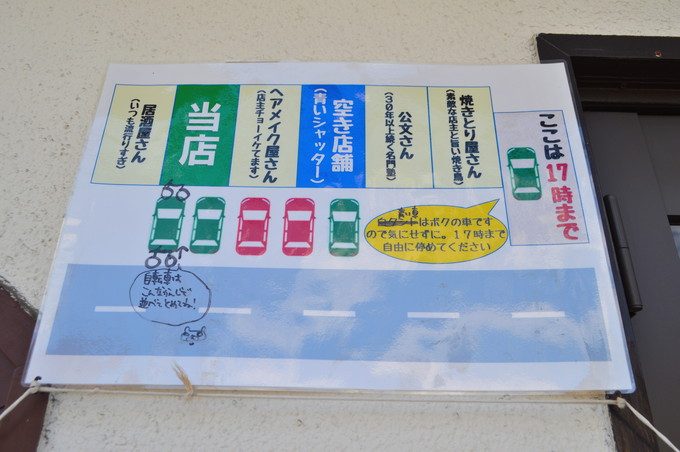 ここは17時まで
焼きとり屋さん
(素敵な店主と旨い焼き鳥)
公文さん
(30年以上続く名門塾)
空き店舗
(青いシャッター)
ヘアメイク屋さん
(店主チョーイケてます)
当店
居酒屋さん
(いつも流行りすぎ)
はボクの車です
ので気にせずに。17時まで
自由に停めてください
自転車は
こんなかんじで
並べてとめてね!